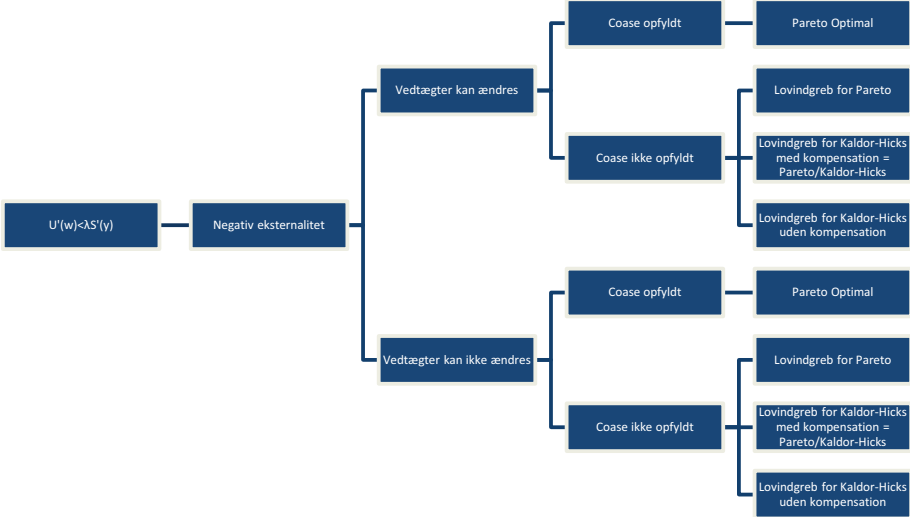 U'(w)<λS'(y)
Negativ eksternalitet
Vedtægter kan ændres
Coase opfyldt
Pareto Optimal
Coase ikke opfyldt
Lovindgreb for Pareto
Lovindgreb for Kaldor-Hicks
med kompensation =
Pareto/Kaldor-Hicks
Lovindgreb for Kaldor-Hicks
uden kompensation
Vedtægter kan ikke ændres
Coase opfyldt
Pareto Optimal
Coase ikke opfyldt
Lovindgreb for Pareto
Lovindgreb for Kaldor-Hicks
med kompensation =
Pareto/Kaldor-Hicks
Lovindgreb for Kaldor-Hicks
uden kompensation